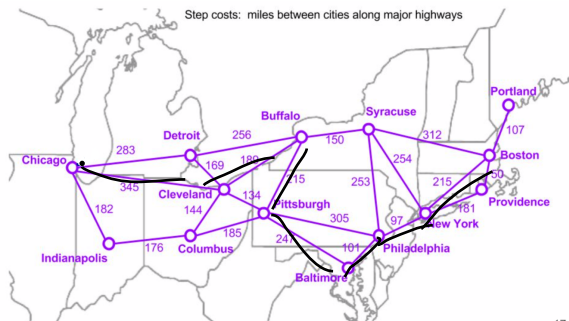 Step costs: miles between cities along major highways
Portland
Buffalo
Syracuse
107
Detroit
256
150
312
Boston
283
Chicago
169
189
254
50
345
Cleveland
134
215
215
Providence
253
Pittsburgh
181
182
144
305
97
New York
185
247
Philadelphia
176
Columbus
101
Indianapolis
Baltimore